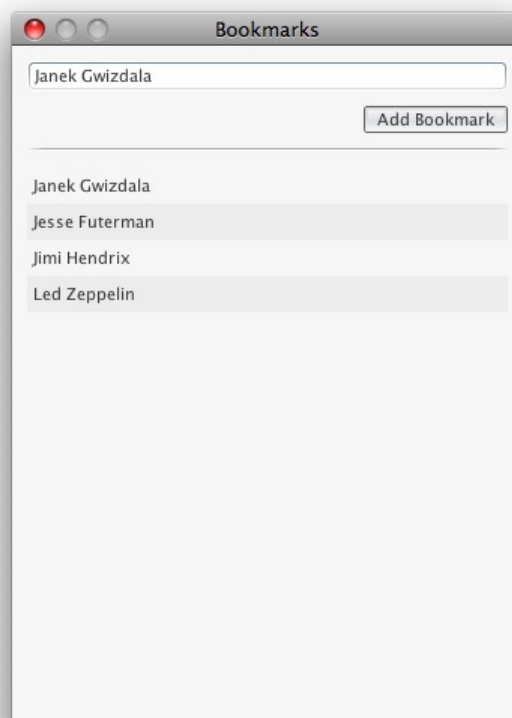 Bookmarks
Janek Gwizdala
Add Bookmark
Janek Gwizdala
Jesse Futerman
Jimi Hendrix
Led Zeppelin